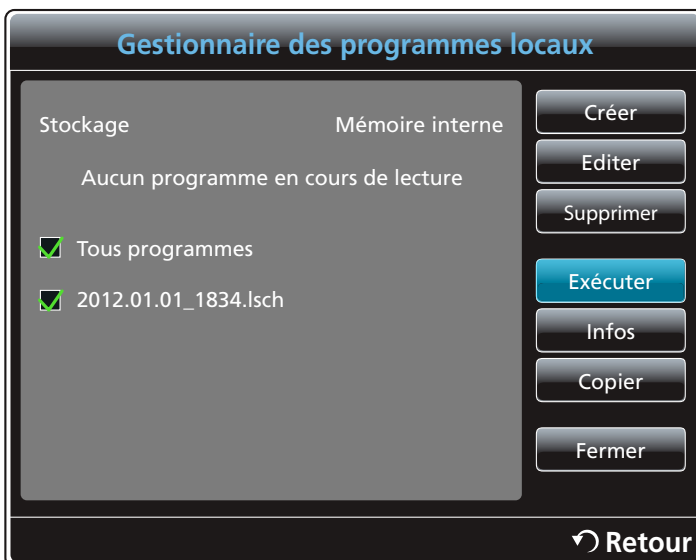 Gestionnaire des programmes locaux
Stockage Mémoire interne
Aucun programme en cours de lecture
Tous programmes
2012.01.01_1834.lsch
Créer
Editer
Supprimer
Exécuter
Infos
Copier
Fermer
Retour